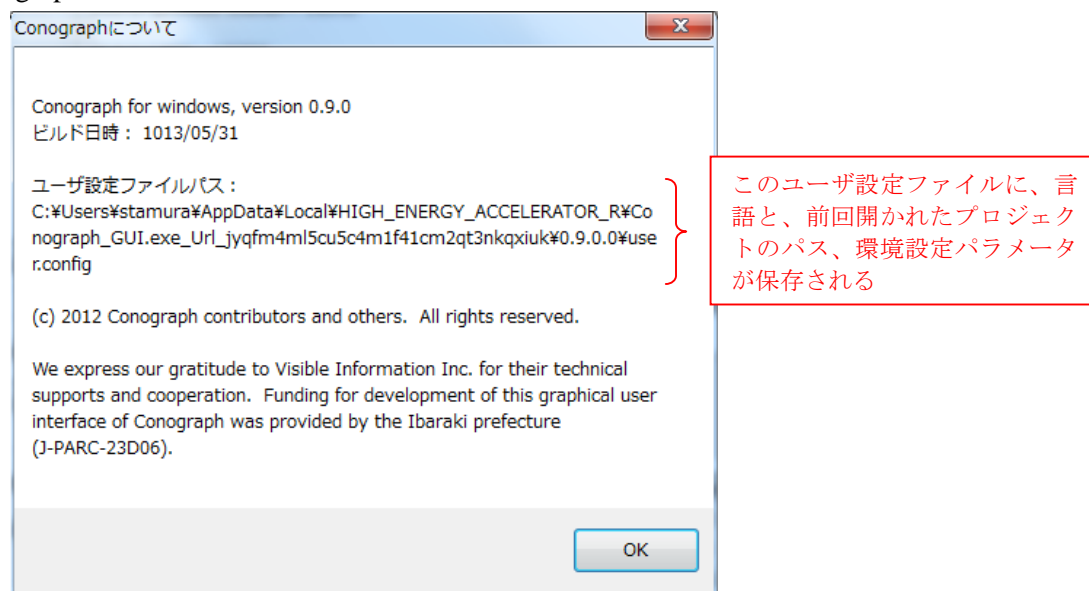 Conographについて
Conograph for windows, version 0.9.0
ビルド日時： 1013/05/31
ユーザ設定ファイルパス：
C:¥Users¥stamura¥AppData¥Local¥HIGH_ENERGY_ACCELERATOR_R¥Co
nograph_GUI.exe_Url_jyqfm4ml5cu5c4m1f41cm2qt3nkqxiuk¥0.9.0.0¥use
r.config
このユーザ設定ファイルに、言
語と、前回開かれたプロジェク
トのパス、環境設定パラメータ
が保存される
(c) 2012 Conograph contributors and others.  All rights reserved.
We express our gratitude to Visible Information Inc. for their technical
supports and cooperation.  Funding for development of this graphical user
interface of Conograph was provided by the Ibaraki prefecture
(J-PARC-23D06).
OK